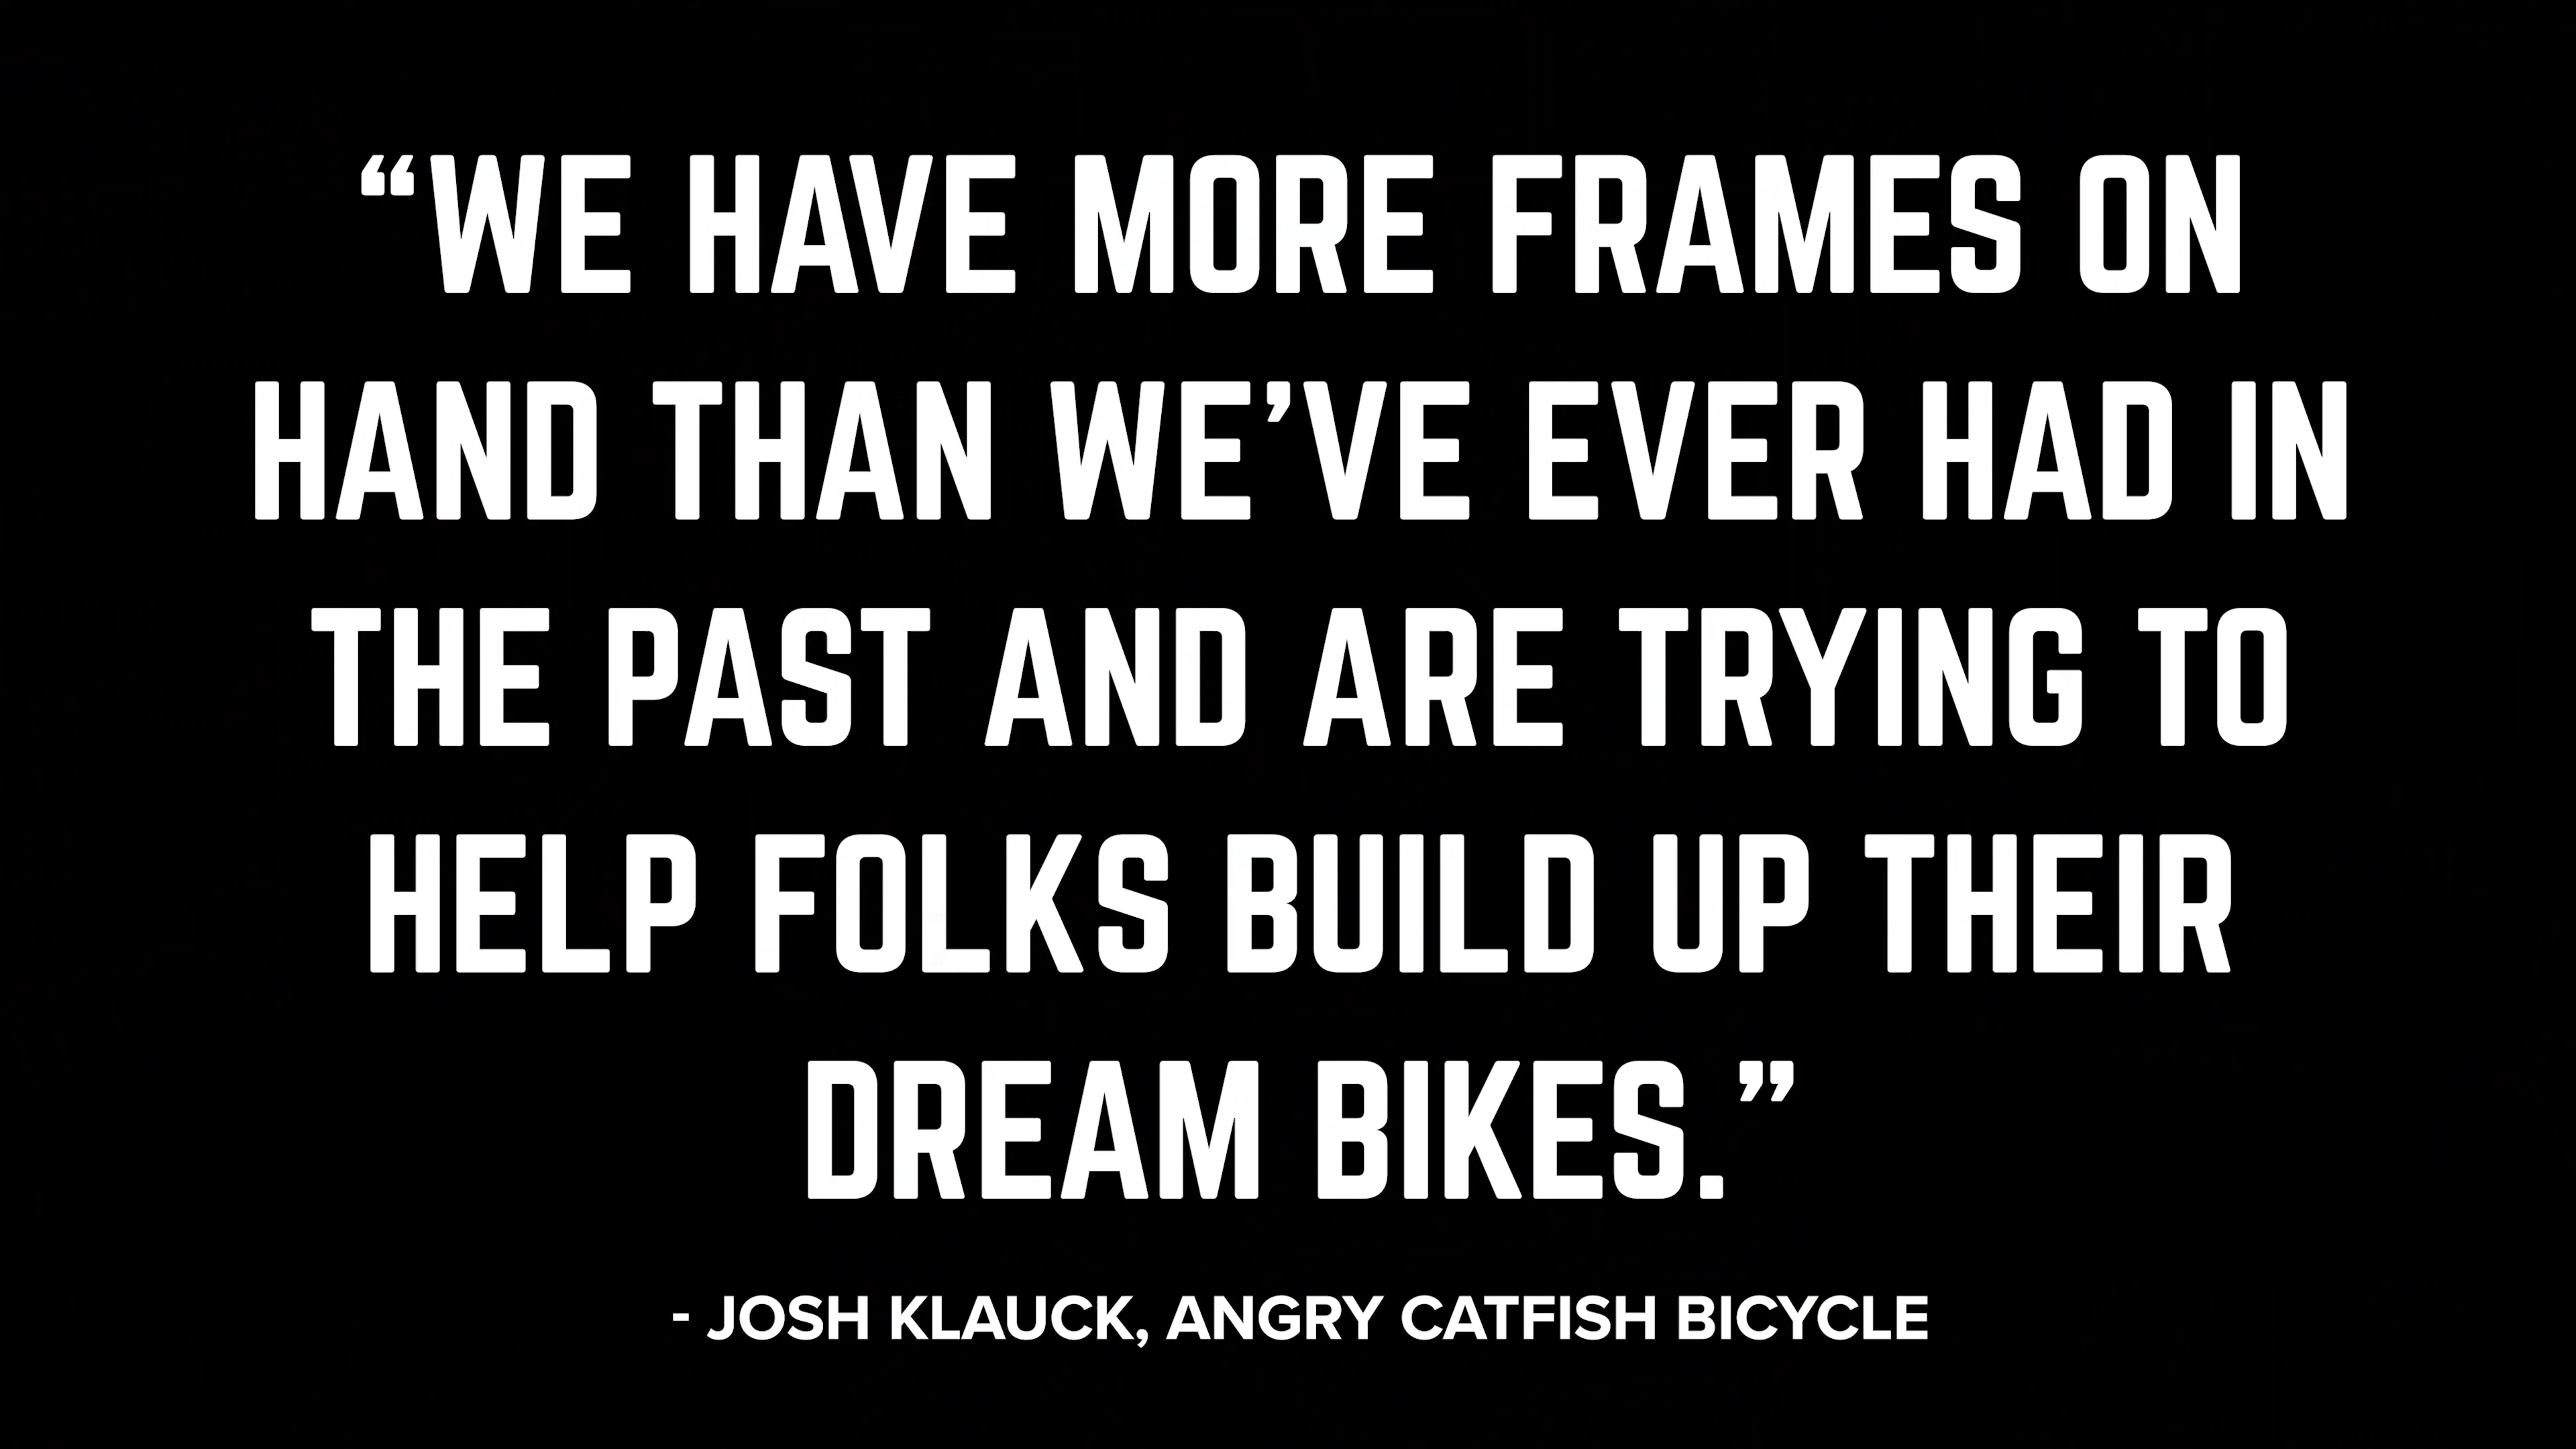 “WE HAVE MORE FRAMES ON
HAND THAN WE’VE EVER HAD IN
THE PAST AND ARE TRYING TO
HELP FOLKS BUILD UP THEIR
DREAM BIKES.”
- JOSH KLAUCK, ANGRY CATFISH BICYCLE